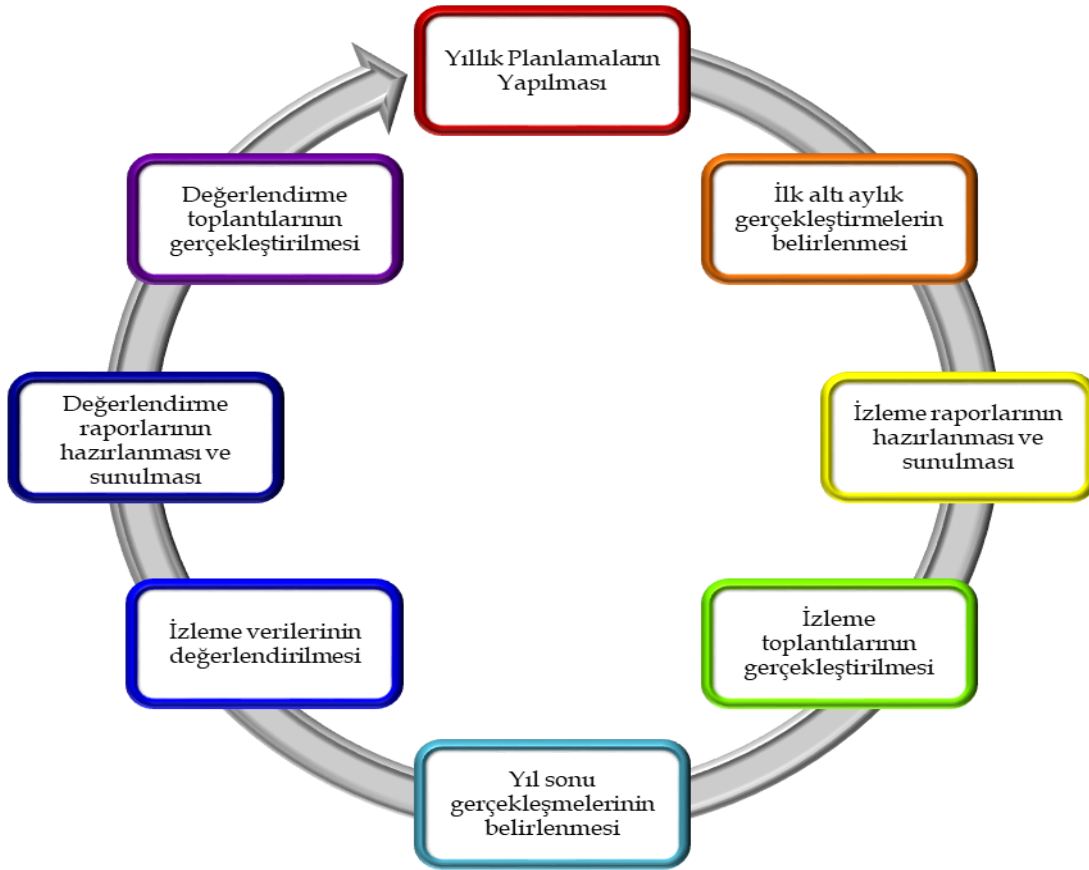 Yıllık Planlamaların
Yapılması
İlk altı aylık
gerçekleştirmelerin
belirlenmesi
İzleme raporlarının
hazırlanması ve
sunulması
İzleme
toplantılarının
gerçekleştirilmesi
Yıl sonu
gerçekleşmelerinin
belirlenmesi
İzleme verilerinin
değerlendirilmesi
Değerlendirme
raporlarının
hazırlanması ve
sunulması
Değerlendirme
toplantılarının
gerçekleştirilmesi